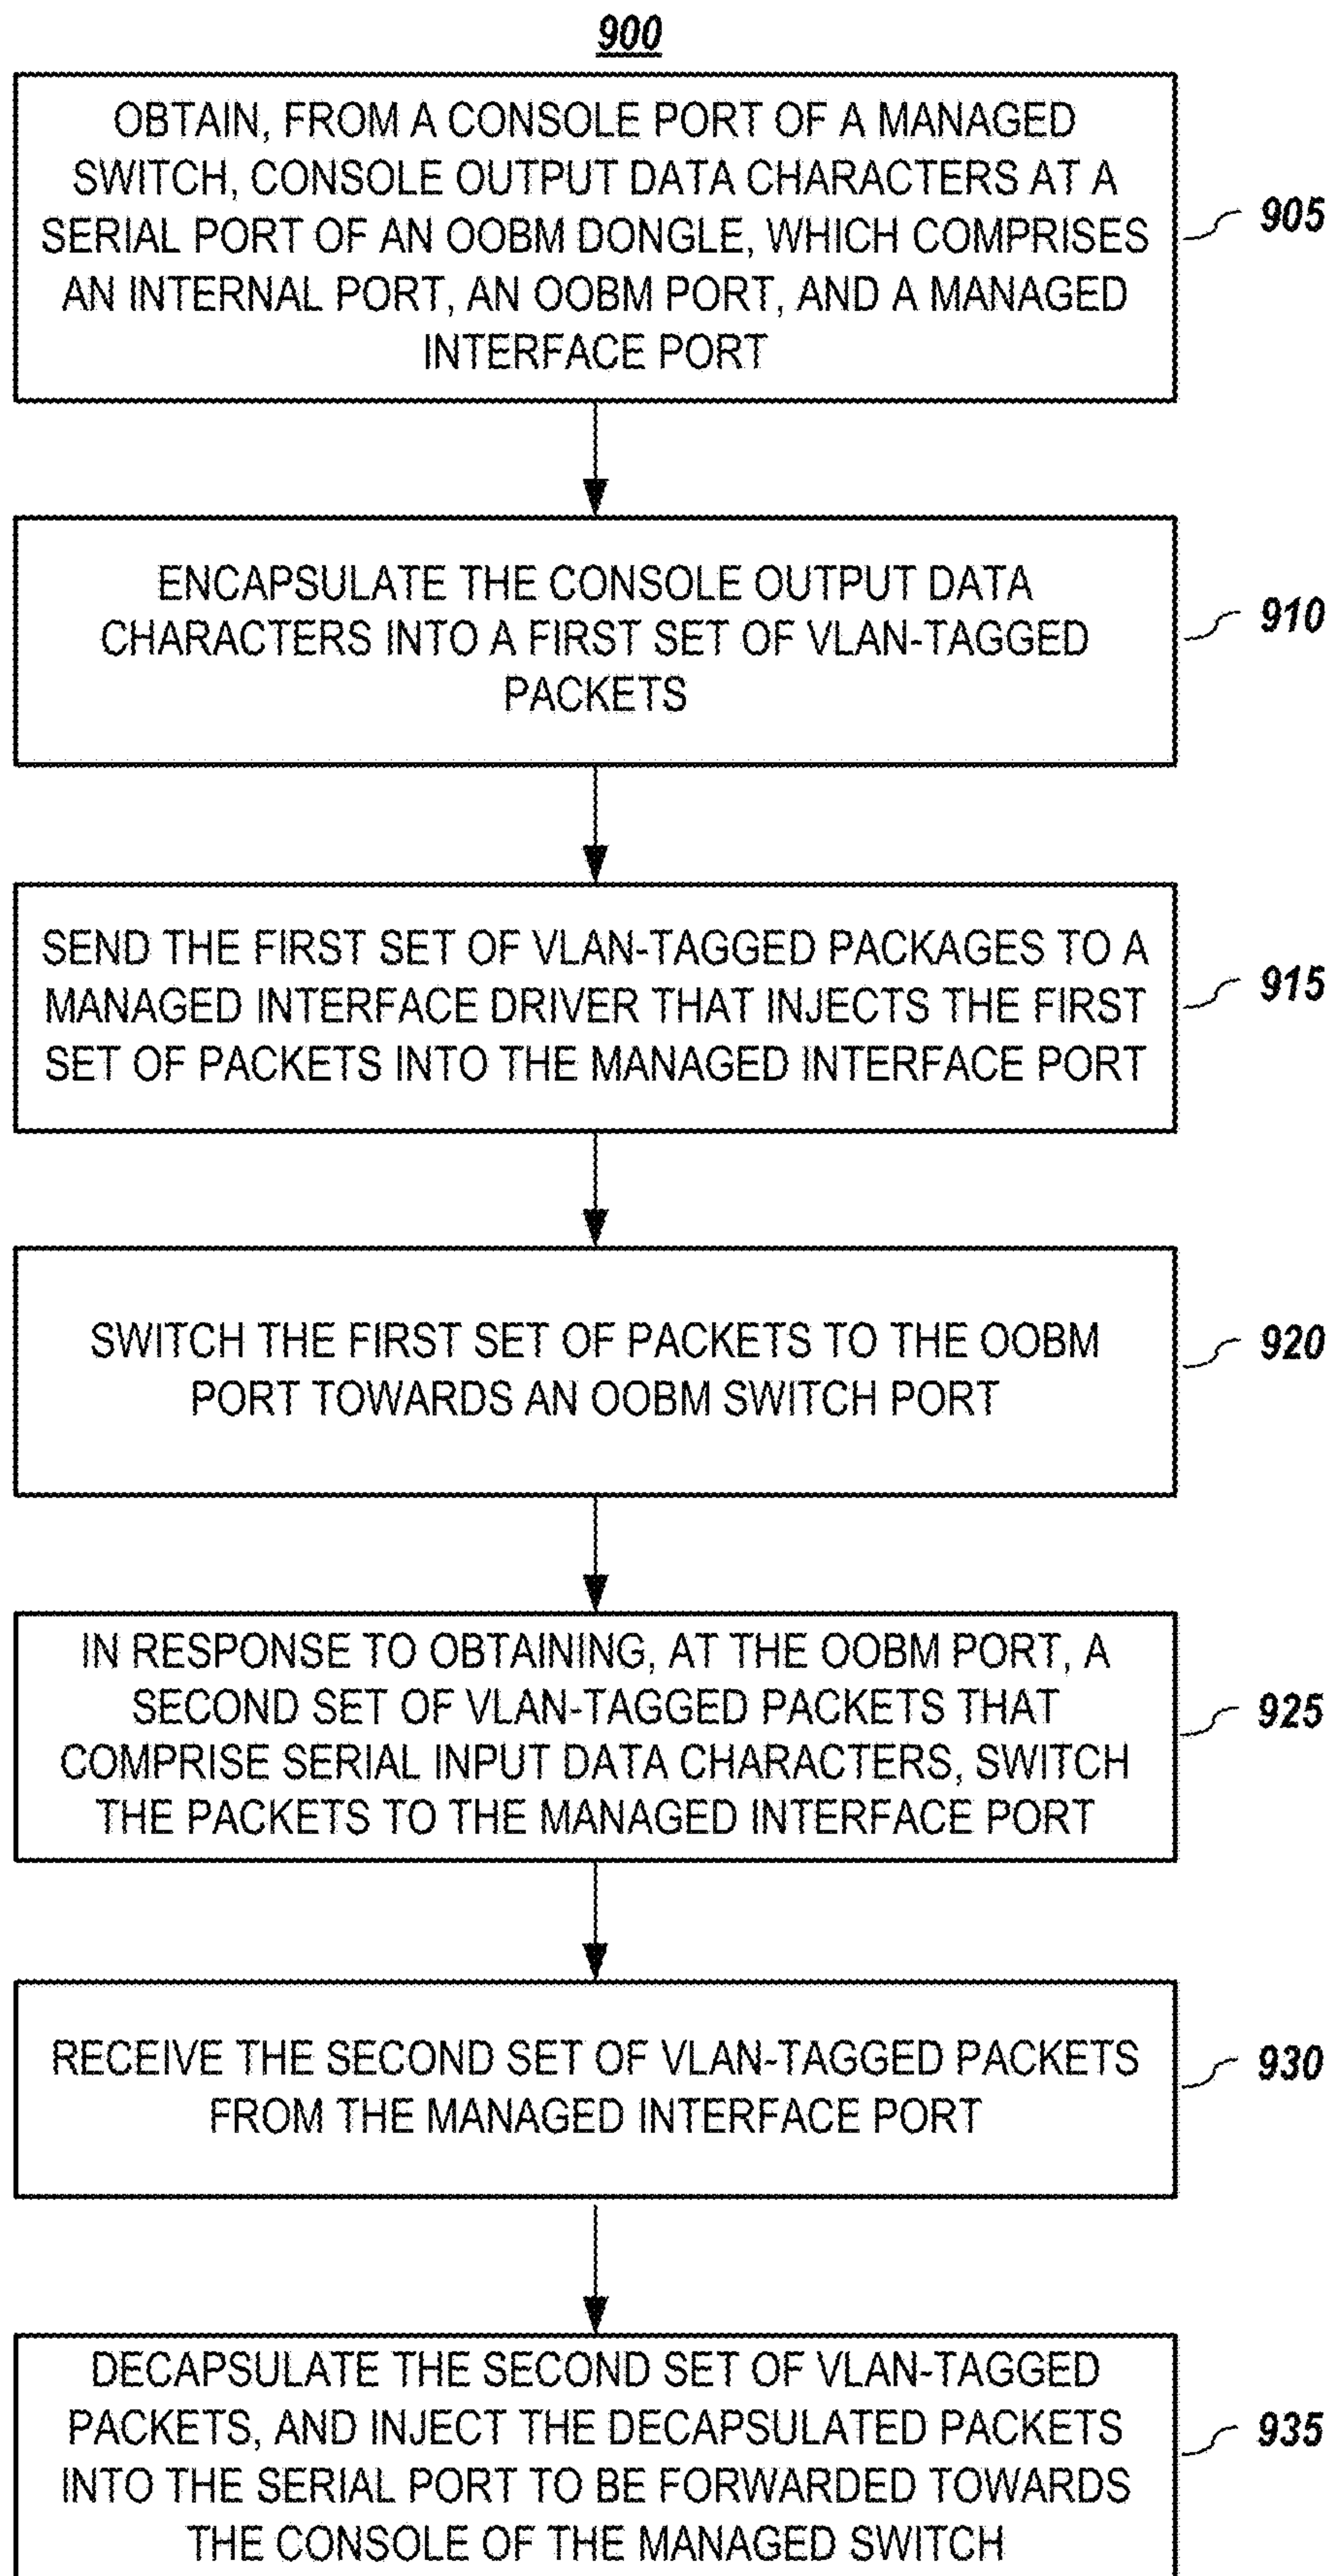 900
OBTAIN, FROM A CONSOLE PORT OF A MANAGED
SWITCH, CONSOLE OUTPUT DATA CHARACTERS AT A
SERIAL PORT OF AN OOBM DONGLE, WHICH COMPRISES
AN INTERNAL PORT, AN OOBM PORT, AND A MANAGED
INTERFACE PORT
905
ENCAPSULATE THE CONSOLE OUTPUT DATA
CHARACTERS INTO A FIRST SET OF VLAN-TAGGED
PACKETS
910
SEND THE FIRST SET OF VLAN-TAGGED PACKAGES TO A
MANAGED INTERFACE DRIVER THAT INJECTS THE FIRST
SET OF PACKETS INTO THE MANAGED INTERFACE PORT
915
SWITCH THE FIRST SET OF PACKETS TO THE OOBM
PORT TOWARDS AN OOBM SWITCH PORT
920
IN RESPONSE TO OBTAINING, AT THE OOBM PORT, A
SECOND SET OF VLAN-TAGGED PACKETS THAT
COMPRISE SERIAL INPUT DATA CHARACTERS, SWITCH
THE PACKETS TO THE MANAGED INTERFACE PORT
925
RECEIVE THE SECOND SET OF VLAN-TAGGED PACKETS
FROM THE MANAGED INTERFACE PORT
930
DECAPSULATE THE SECOND SET OF VLAN-TAGGED
PACKETS, AND INJECT THE DECAPSULATED PACKETS
INTO THE SERIAL PORT TO BE FORWARDED TOWARDS
THE CONSOLE OF THE MANAGED SWITCH
935